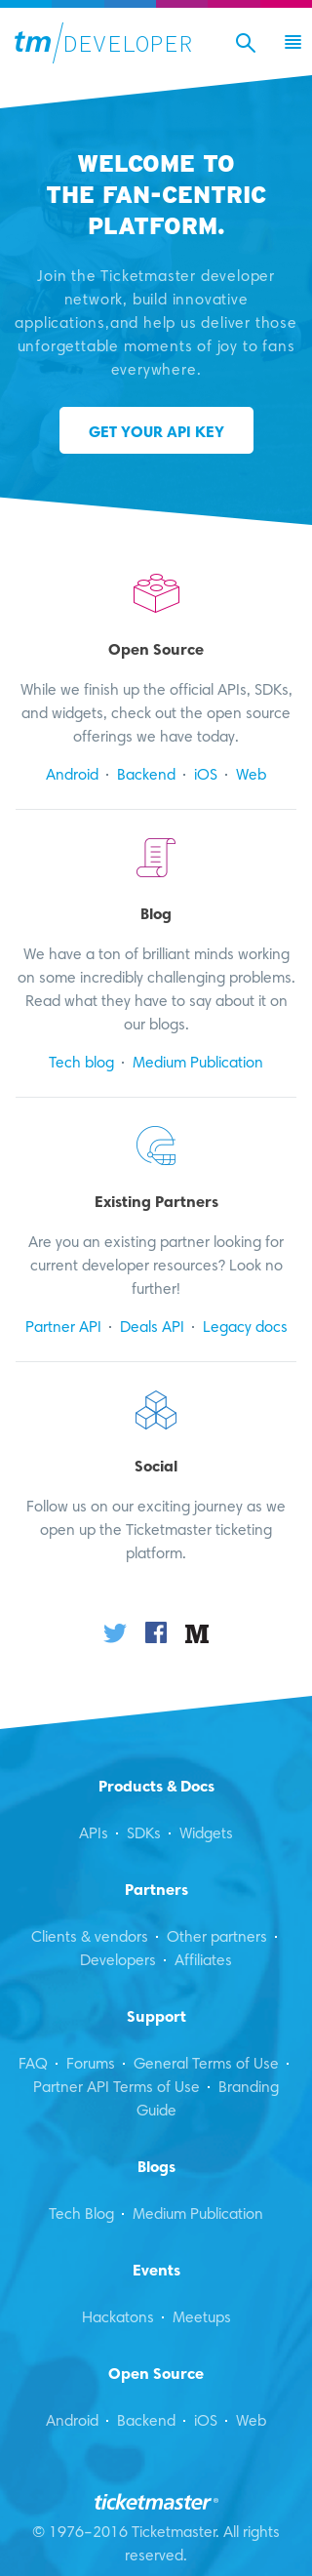 tm/DEVELOPER
WELCOME TO
THE FAN-CENTRIC
PLATFORM.
Join the Ticketmaster developer
network, build innovative
applications,and help us deliver those
unforgettable moments of joy to fans
everywhere.
GET YOUR API KEY
Open Source
While we finish up the official APIs, SDKs,
and widgets, check out the open source
offerings we have today.
Android · Backend · iOS · Web
Blog
We have a ton of brilliant minds working
on some incredibly challenging problems.
Read what they have to say about it on
our blogs.
Tech blog · Medium Publication
Existing Partners
Are you an existing partner looking for
current developer resources? Look no
further!
Partner API · Deals API · Legacy docs
Social
Follow us on our exciting journey as we
open up the Ticketmaster ticketing
platform.
M
Products & Docs
APIs · SDKs · Widgets
Partners
Clients & vendors · Other partners ·
Developers · Affiliates
Support
FAQ · Forums · General Terms of Use ·
Partner API Terms of Use · Branding
Guide
Blogs
Tech Blog · Medium Publication
Events
Hackatons · Meetups
Open Source
Android · Backend · iOS · Web
ticketmaster®
© 1976-2016 Ticketmaster. All rights
reserved.